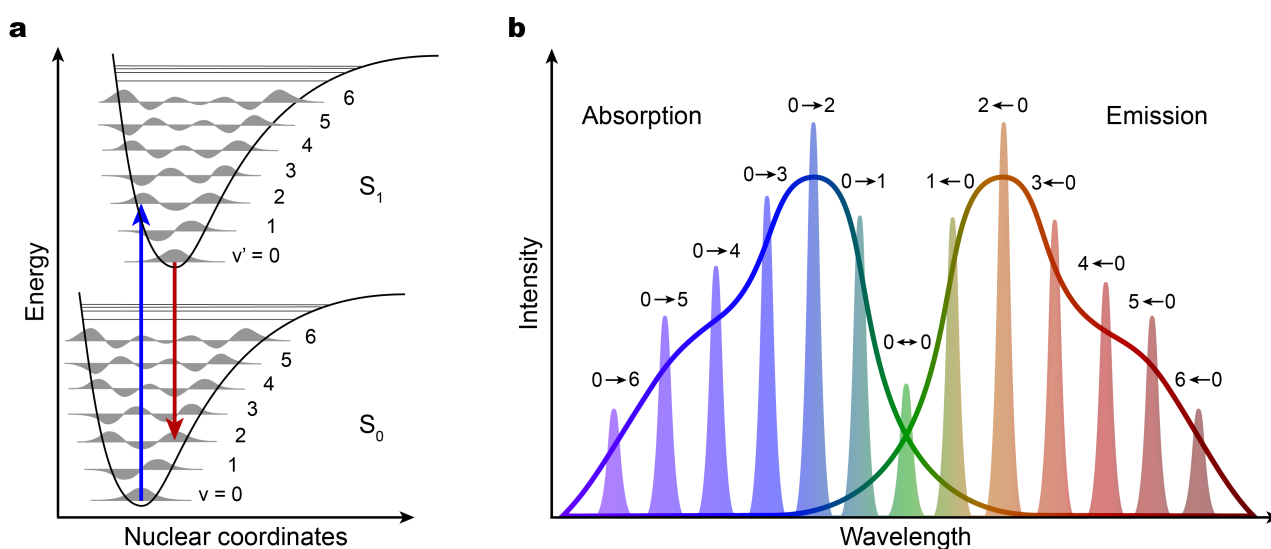 a
Energy
6
5
4
3
2
1
v' = 0
S1
6
5
4
3
2
1
v = 0
S0
Nuclear coordinates
b
Intensity
Absorption
Emission
0→6
0→5
0→4
0→3
0→2
0→1
0↔0
1←0
2←0
3←0
4←0
5←0
6←0
Wavelength